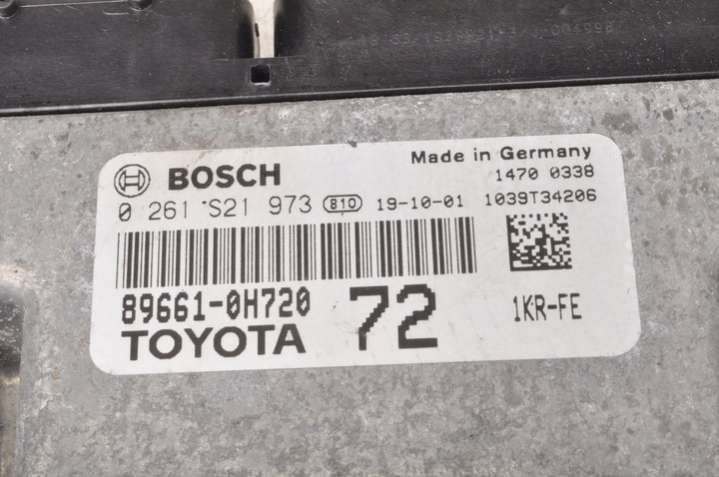 BOSCH
Made in Germany
1470 0338
0 261 S21 973 B10 19-10-01 1039T34206
89661-0H720
TOYOTA
72
1KR-FE